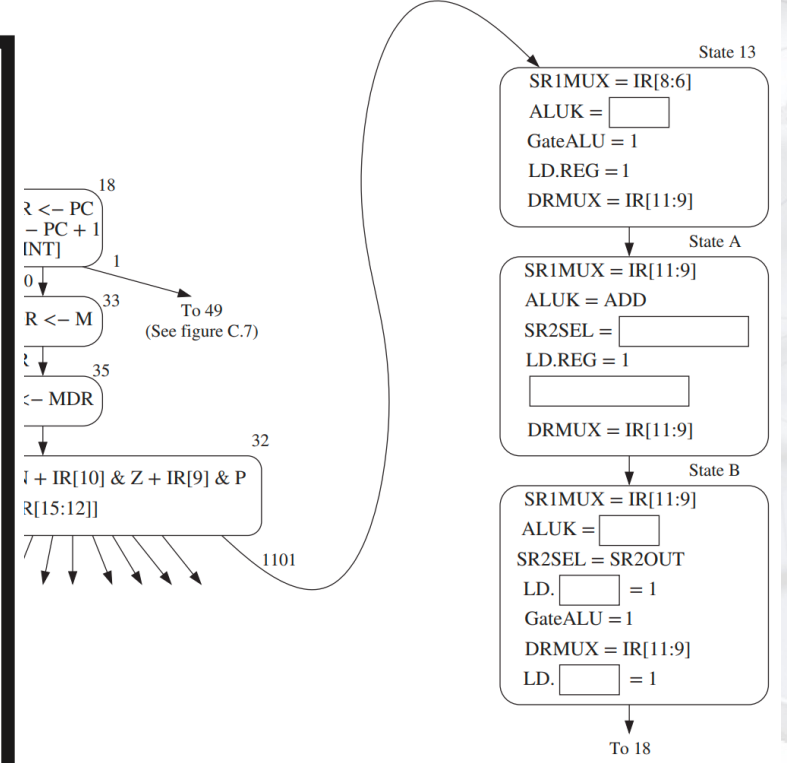 18
R <– PC
– PC + 1
INT]
0
1
33
R <– M
To 49
(See figure C.7)
R
35
<– MDR
32
+ IR[10] & Z + IR[9] & P
R[15:12]]
1101
State 13
SR1MUX = IR[8:6]
ALUK =
GateALU = 1
LD.REG = 1
DRMUX = IR[11:9]
State A
SR1MUX = IR[11:9]
ALUK = ADD
SR2SEL =
LD.REG = 1
DRMUX = IR[11:9]
State B
SR1MUX = IR[11:9]
ALUK =
SR2SEL = SR2OUT
LD. = 1
GateALU = 1
DRMUX = IR[11:9]
LD. = 1
To 18